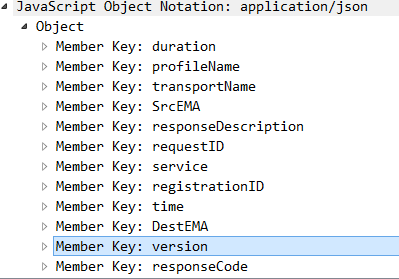 JavaScript Object Notation: application/json
Object
Member Key: duration
Member Key: profileName
Member Key: transportName
Member Key: SrcEMA
Member Key: responseDescription
Member Key: requestID
Member Key: service
Member Key: registrationID
Member Key: time
Member Key: DestEMA
Member Key: version
Member Key: responseCode